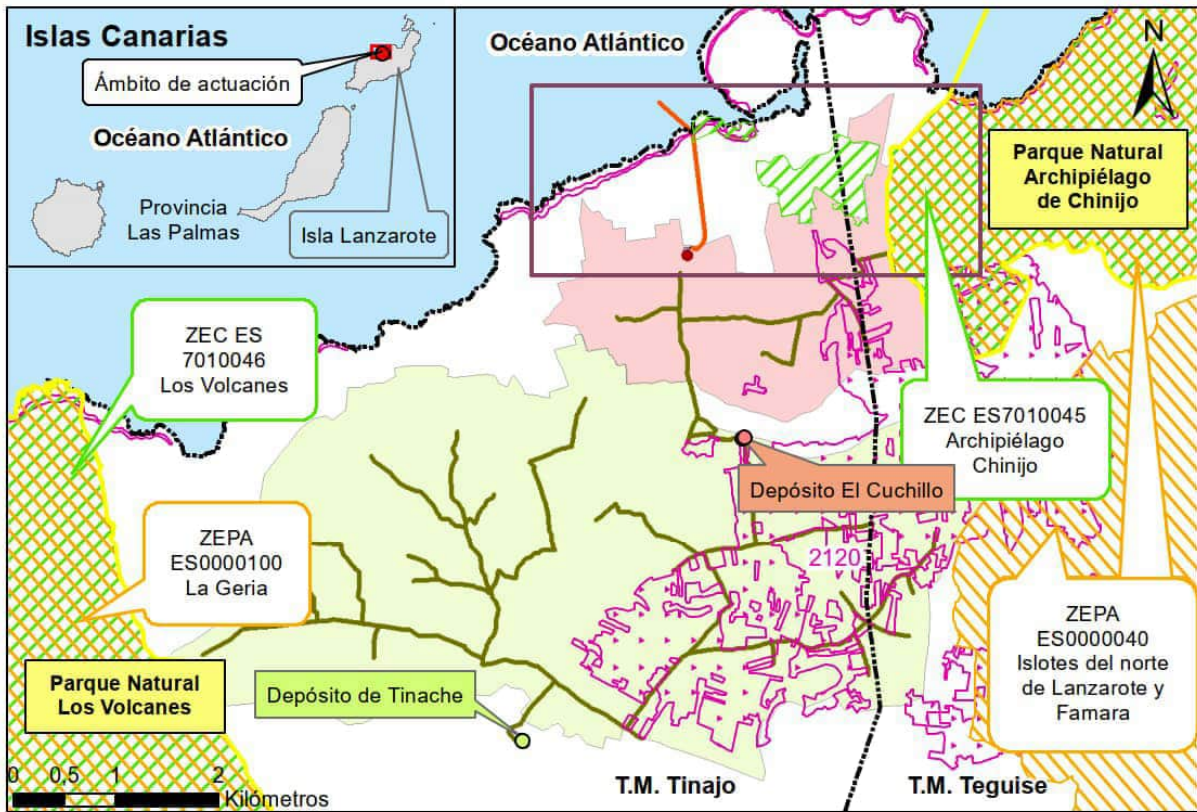 Islas Canarias
Ámbito de actuación
Océano Atlántico
Provincia
Las Palmas
Isla Lanzarote
Océano Atlántico
N
Parque Natural
Archipiélago
de Chinijo
ZEC ES
7010046
Los Volcanes
ZEC ES7010045
Archipiélago
Chinijo
Depósito El Cuchillo
ZEPA
ES0000100
La Geria
2120
ZEPA
ES0000040
Islotes del norte
de Lanzarote y
Famara
Parque Natural
Los Volcanes
Depósito de Tinache
0 0,5 1 2
Kilómetros
T.M. Tinajo
T.M. Teguise